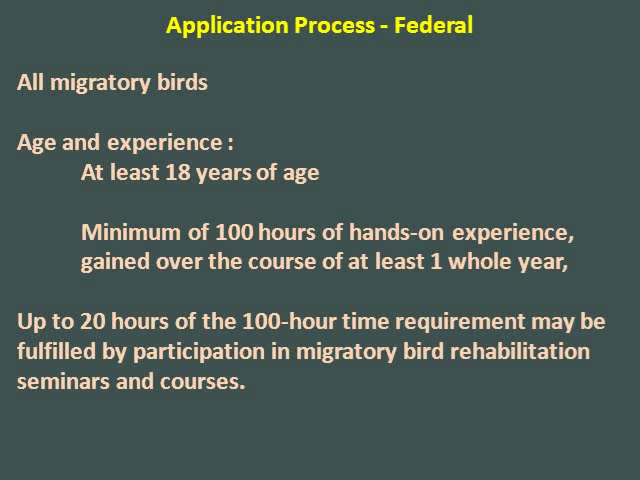 Application Process - Federal
All migratory birds
Age and experience :
At least 18 years of age
Minimum of 100 hours of hands-on experience,
gained over the course of at least 1 whole year,
Up to 20 hours of the 100-hour time requirement may be
fulfilled by participation in migratory bird rehabilitation
seminars and courses.